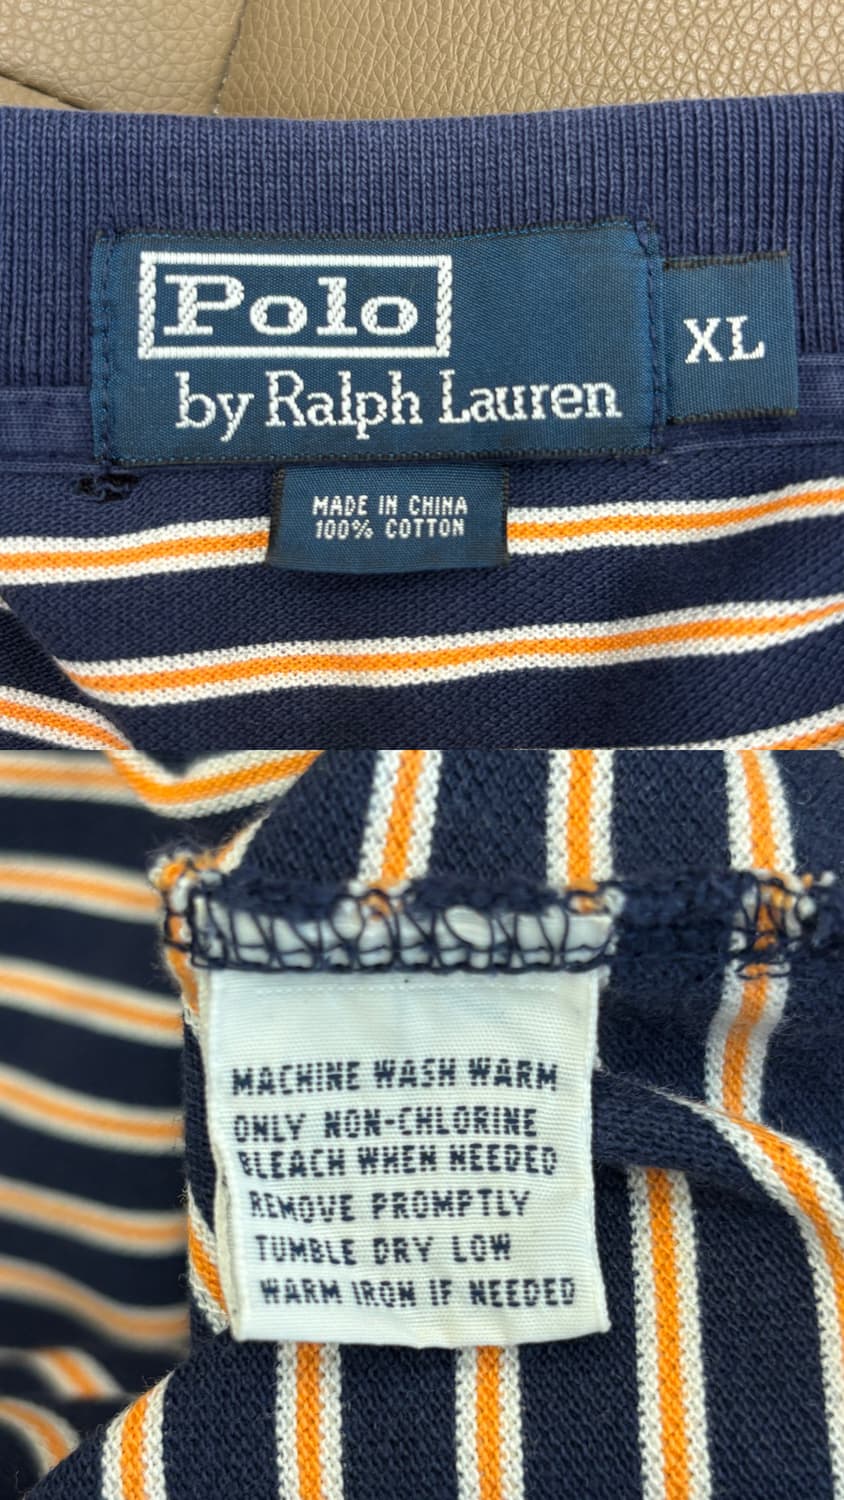 Polo
by Ralph Lauren
XL
MADE IN CHINA
100% COTTON
MACHINE WASH WARM
ONLY NON-CHLORINE
BLEACH WHEN NEEDED
REMOVE PROMPTLY
TUMBLE DRY LOW
WARM IRON IF NEEDED